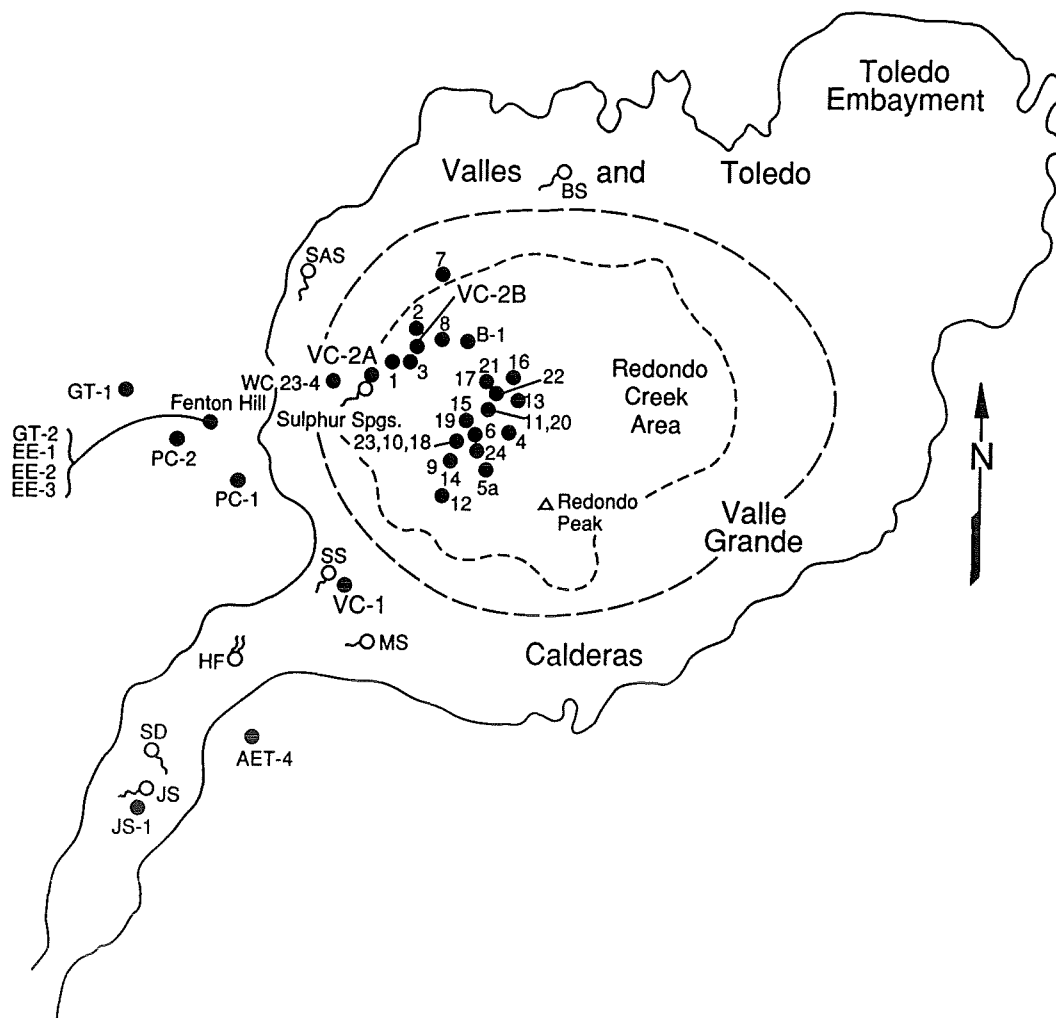 Toledo
Embayment
Valles and Toledo
BS
SAS
7
VC-2B
2
8
B-1
VC-2A
1
3
WC 23-4
GT-1
Fenton Hill
Sulphur Spgs.
21
16
17
22
13
15
11,20
19
6
4
23,10,18
24
9
14
5a
12
Redondo
Creek
Area
GT-2
EE-1
EE-2
EE-3
PC-2
PC-1
Redondo
Peak
Valle
Grande
N
SS
VC-1
MS
HF
Calderas
SD
AET-4
JS
JS-1